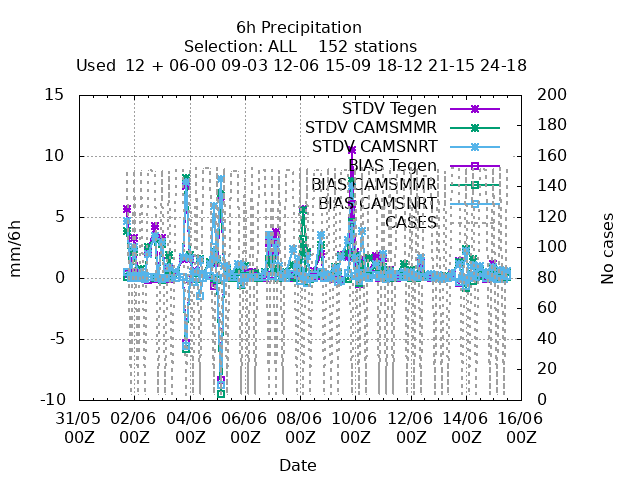 6h Precipitation
Selection: ALL 152 stations
Used 12 + 06-00 09-03 12-06 15-09 18-12 21-15 24-18
15
10
5
0
-5
-10
mm/6h
200
180
160
140
120
100
80
60
40
20
0
No cases
STDV Tegen
STDV CAMSMMR
STDV CAMSNRT
BIAS Tegen
BIAS CAMSMMR
BIAS CAMSNRT
CASES
31/05 02/06 04/06 06/06 08/06 10/06 12/06 14/06 16/06
00Z 00Z 00Z 00Z 00Z 00Z 00Z 00Z 00Z
Date